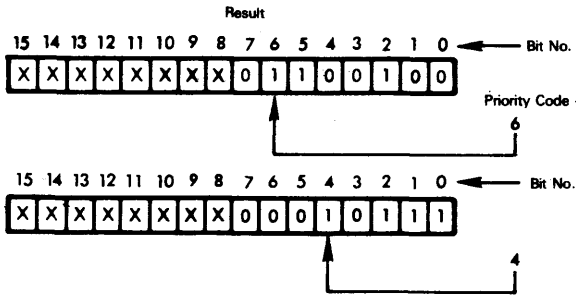 Result
15 14 13 12 11 10 9 8 7 6 5 4 3 2 1 0 Bit No.
X X X X X X X X 0 1 1 0 0 1 0 0
Priority Code -
6
15 14 13 12 11 10 9 8 7 6 5 4 3 2 1 0 Bit No.
X X X X X X X X 0 0 0 1 0 1 1 1
4